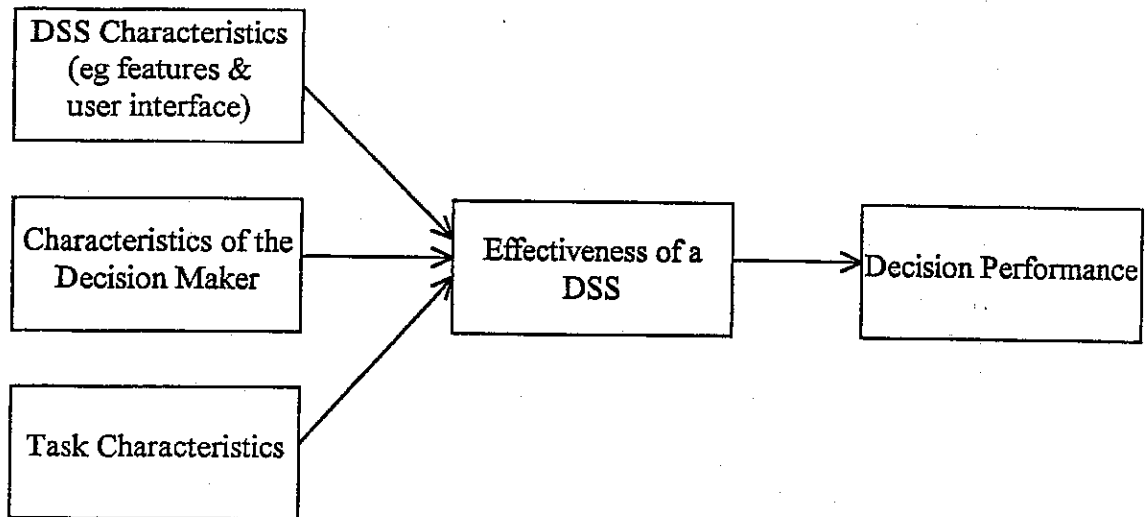 DSS Characteristics
(eg features &
user interface)
Characteristics of the
Decision Maker
Task Characteristics
Effectiveness of a
DSS
Decision Performance